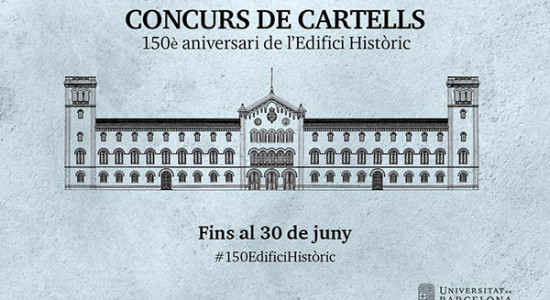 CONCURS DE CARTELLS
150è aniversari de l'Edifici Històric
Fins al 30 de juny
#150EdificiHistòric
UNIVERSITAT DE
BARCELONA